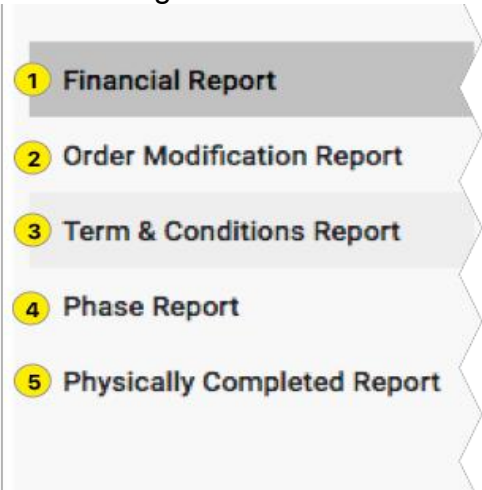 1 Financial Report
2 Order Modification Report
3 Term & Conditions Report
4 Phase Report
5 Physically Completed Report